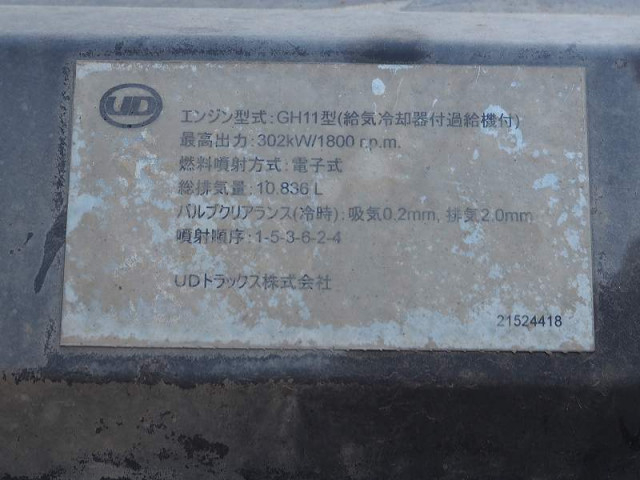 UD
エンジン型式:GH11型(給気冷却器付過給機付)
最高出力:302kW/1800 r.p.m.
燃料噴射方式:電子式
総排気量:10.836 L
バルブクリアランス(冷時):吸気0.2mm, 排気2.0mm
噴射順序:1-5-3-6-2-4
UDトラックス株式会社
21524418